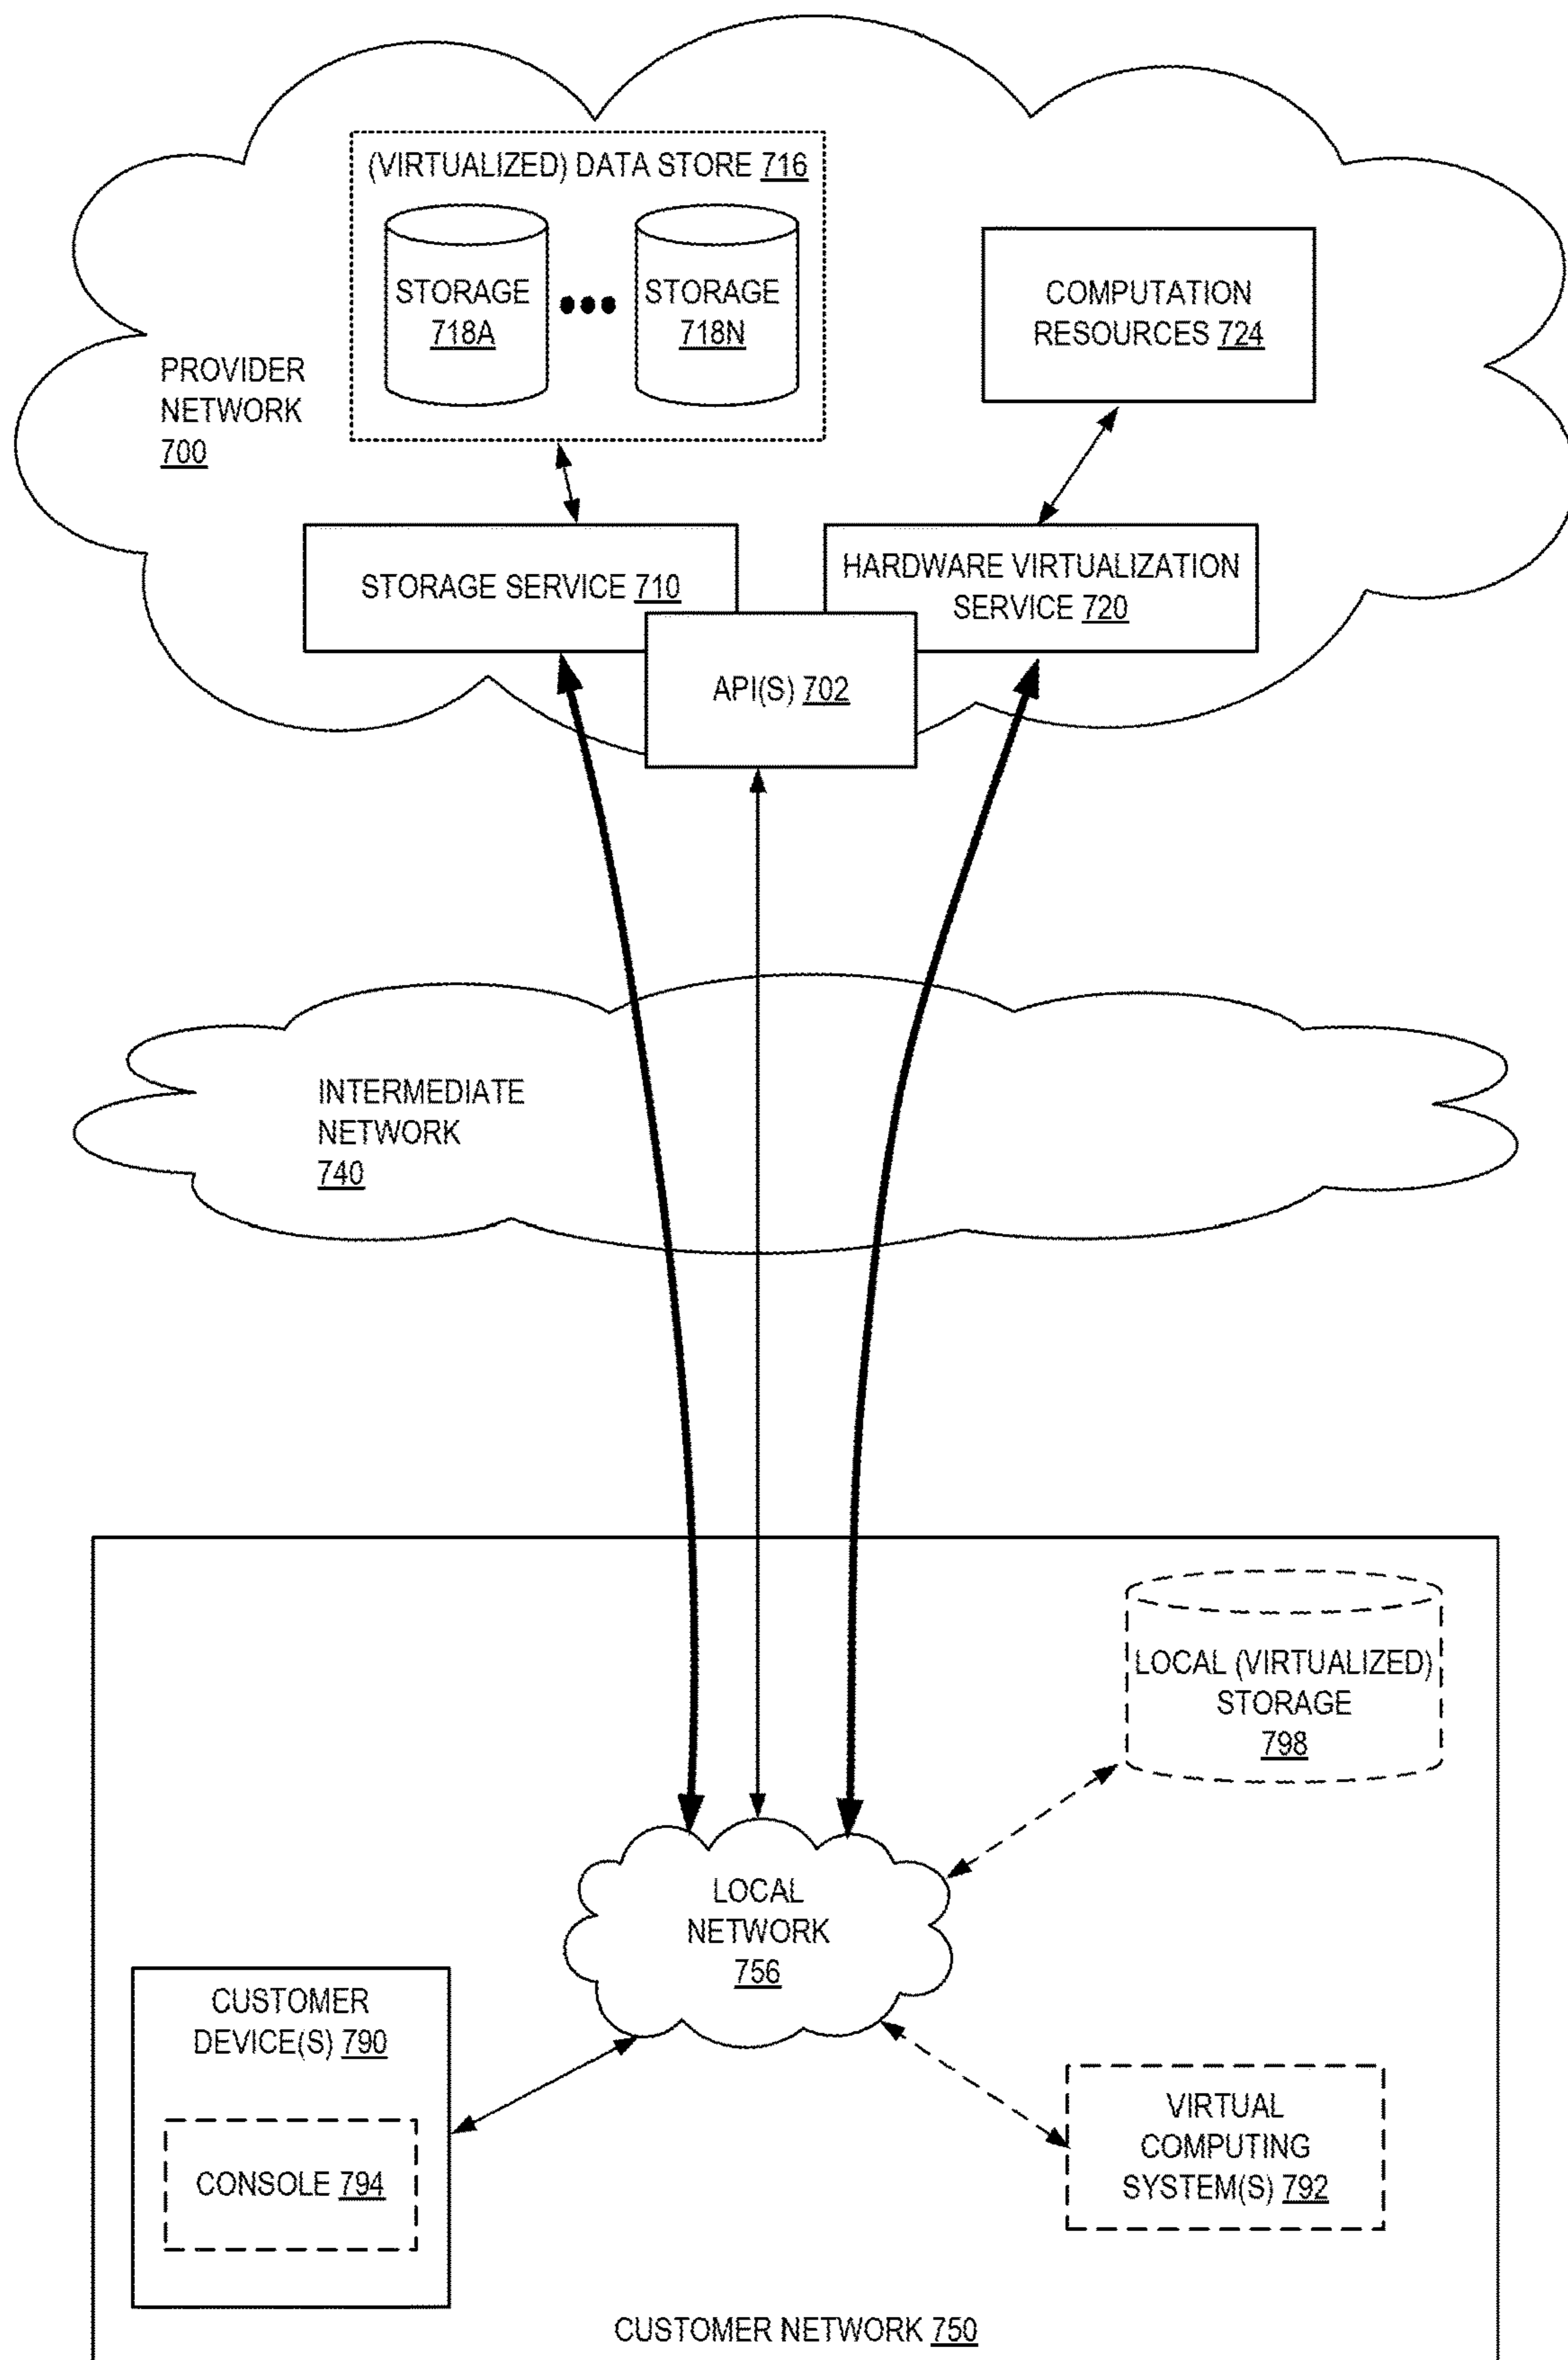 (VIRTUALIZED) DATA STORE 716
STORAGE
718A
STORAGE
718N
COMPUTATION
RESOURCES 724
PROVIDER
NETWORK
700
STORAGE SERVICE 710
HARDWARE VIRTUALIZATION
SERVICE 720
API(S) 702
INTERMEDIATE
NETWORK
740
LOCAL (VIRTUALIZED)
STORAGE
798
LOCAL
NETWORK
756
CUSTOMER
DEVICE(S) 790
CONSOLE 794
VIRTUAL
COMPUTING
SYSTEM(S) 792
CUSTOMER NETWORK 750